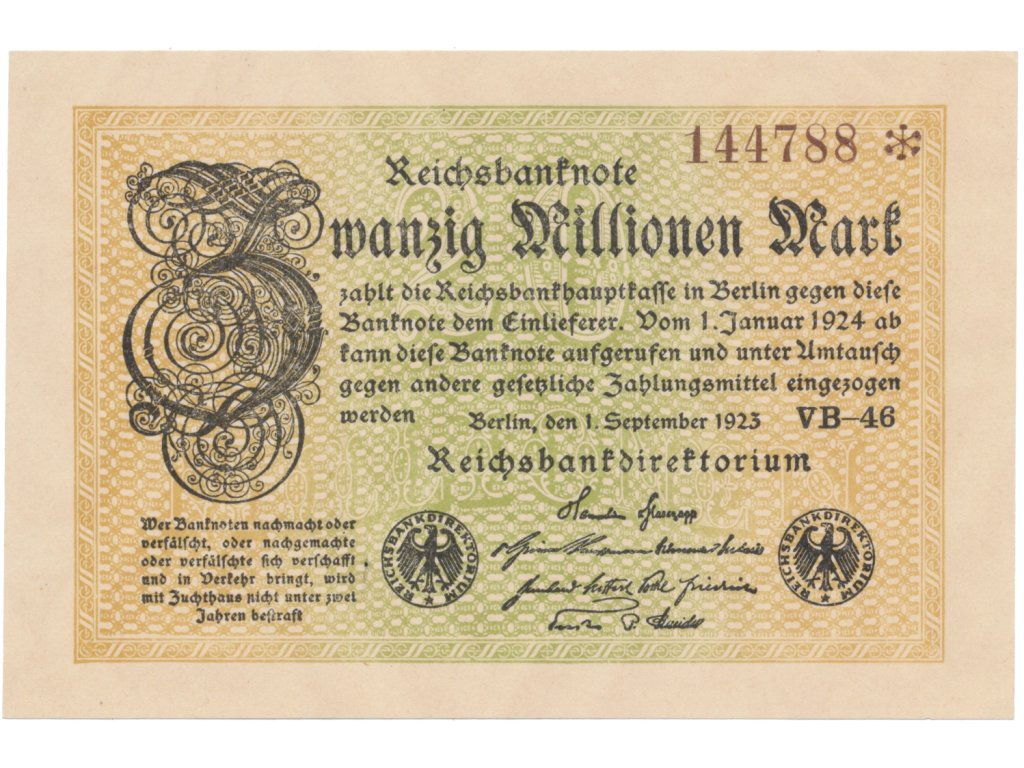 144788 *
Reichsbanknote
Zwanzig Millionen Mark
zahlt die Reichsbankhauptkasse in Berlin gegen diese
Banknote dem Einlieferer. Vom 1. Januar 1924 ab
kann diese Banknote aufgerufen und unter Umtausch
gegen andere gesetzliche Zahlungsmittel eingezogen
werden
Berlin, den 1. September 1923 VB-46
Reichsbankdirektorium
Wer Banknoten nachmacht oder
verfälscht, oder nachgemachte
oder verfälschte sich verschafft
und in Verkehr bringt, wird
mit Zuchthaus nicht unter zwei
Jahren bestraft
REICHSBANKDIREKTORIUM
REICHSBANKDIREKTORIUM